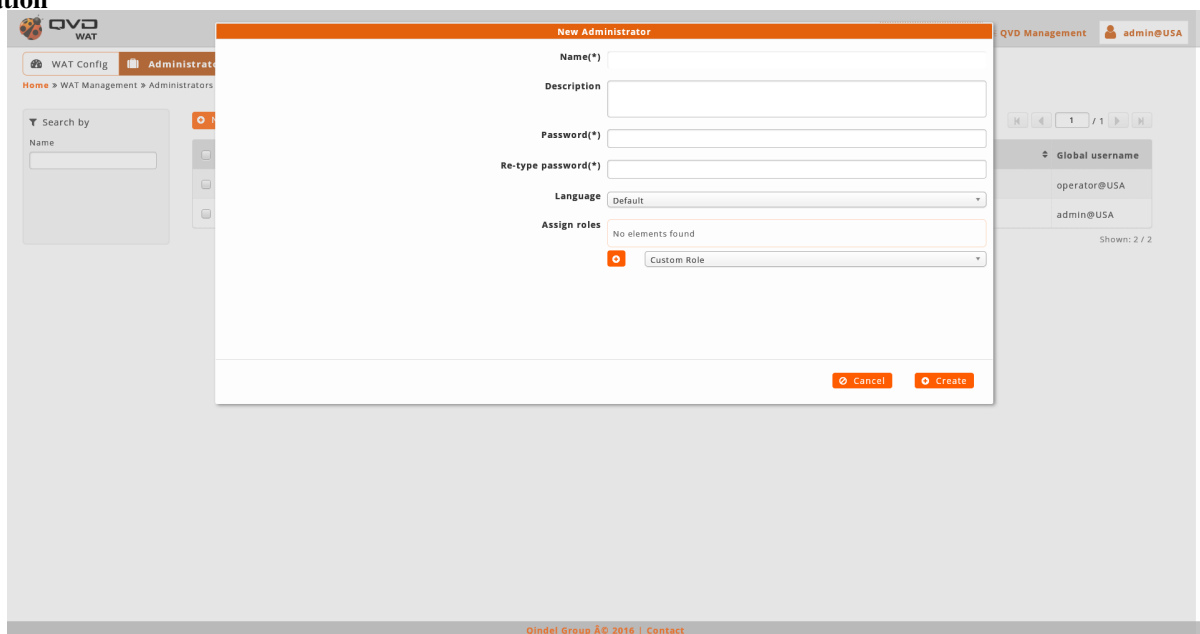 ation
QVD
WAT
New Administrator
QVD Management
admin@USA
WAT Config
Administrato
Home » WAT Management » Administrators
Name(*)
Description
Search by
Name
N
1 / 1
Password(*)
Re-type password(*)
Global username
Language
Default
operator@USA
admin@USA
Assign roles
No elements found
Shown: 2 / 2
Custom Role
Cancel
Create
Qindel Group Â© 2016 | Contact